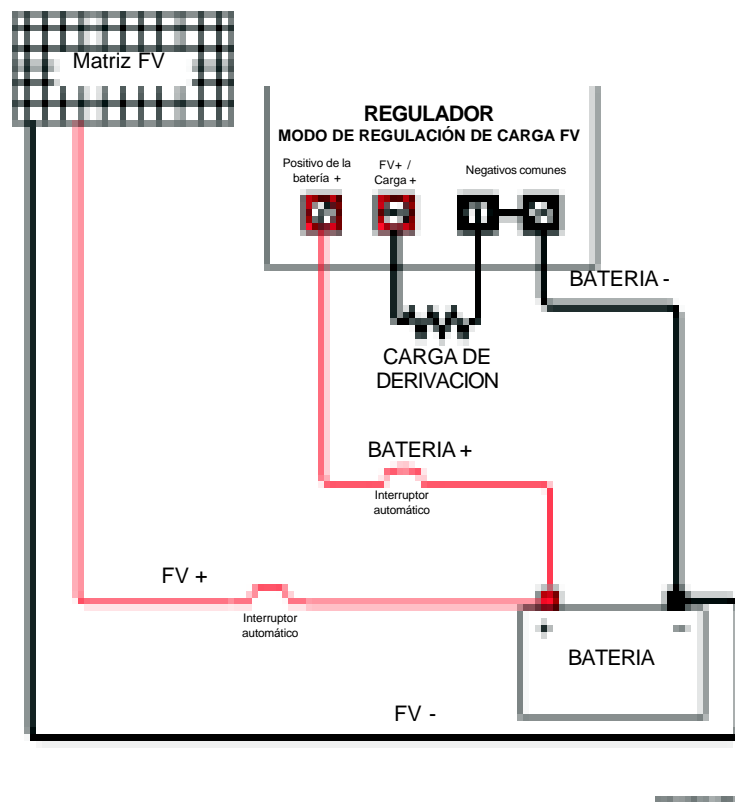 Matriz FV
REGULADOR
MODO DE REGULACIÓN DE CARGA FV
Positivo de la
batería +
FV+ /
Carga +
Negativos comunes
BATERIA -
CARGA DE
DERIVACION
BATERIA +
Interruptor
automático
FV +
Interruptor
automático
+ -
BATERIA
FV -